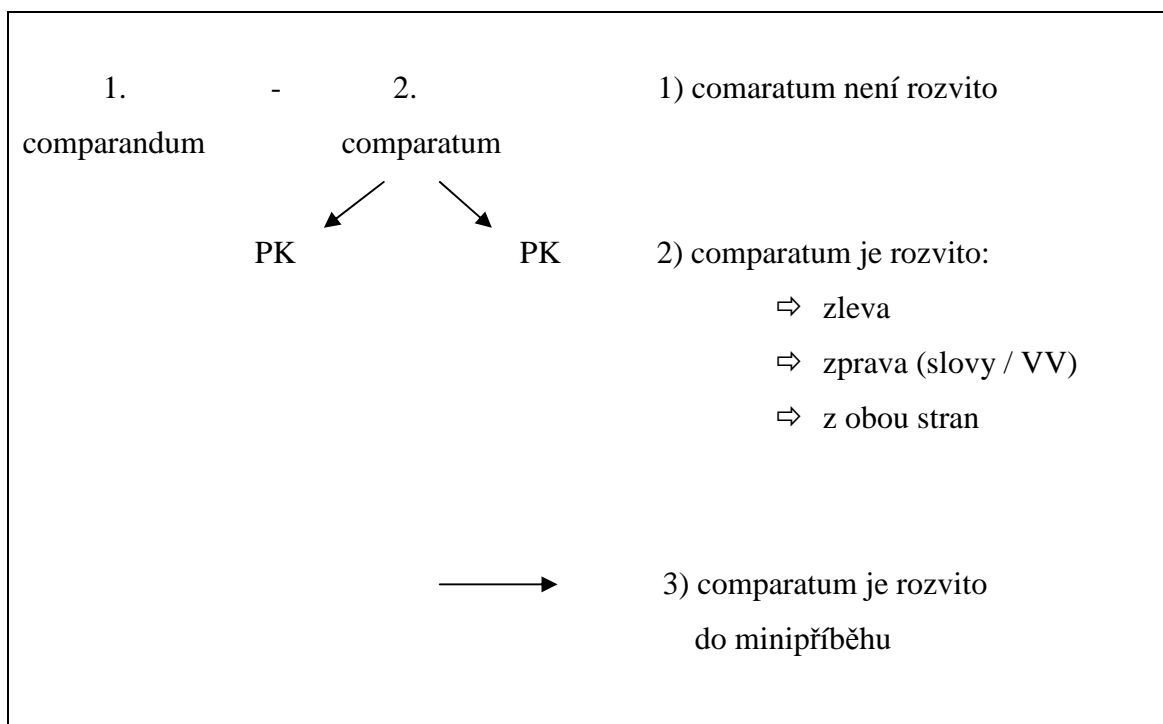 1. - 2. 1) comaratum není rozvito
comparandum comparatum
PK PK 2) comparatum je rozvito:
⇨ zleva
⇨ zprava (slovy / VV)
⇨ z obou stran
3) comparatum je rozvito
do minipříběhu